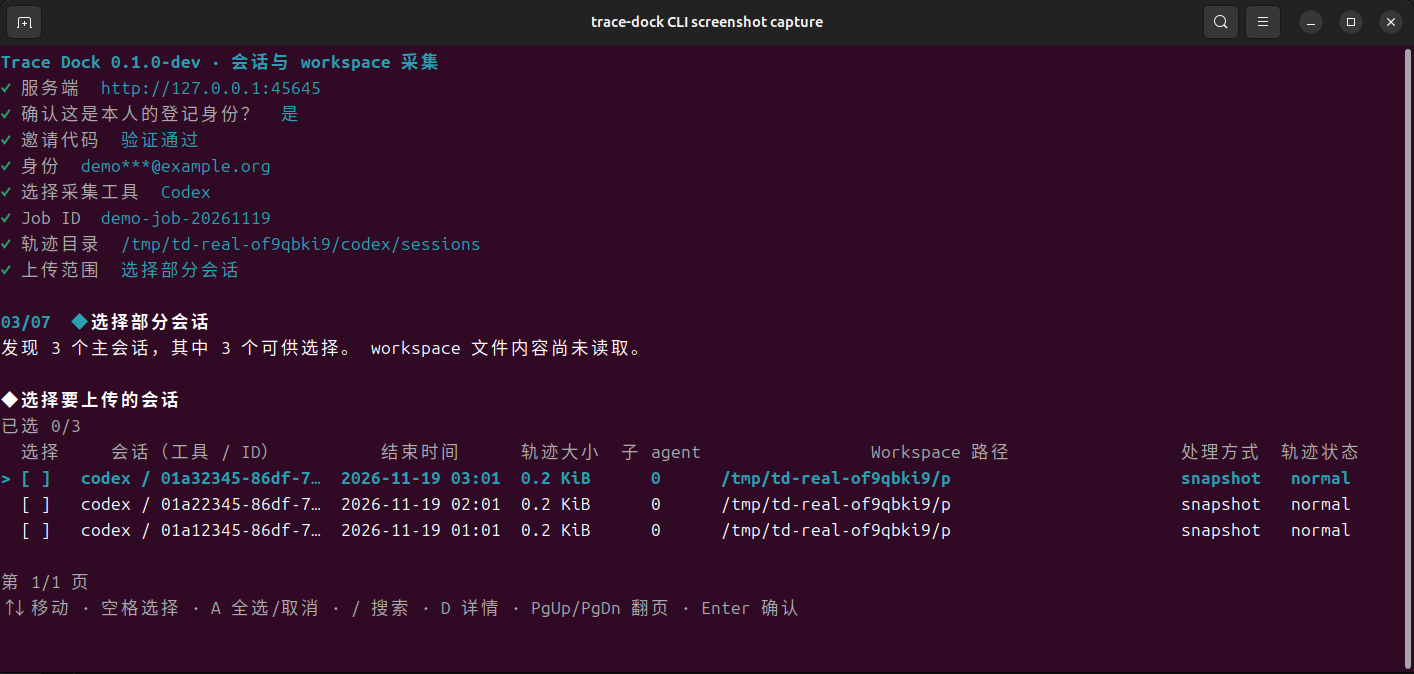 trace-dock CLI screenshot capture
Trace Dock 0.1.0-dev · 会话与 workspace 采集
✓ 服务端 http://127.0.0.1:45645
✓ 确认这是本人的登记身份？ 是
✓ 邀请代码 验证通过
✓ 身份 demo***@example.org
✓ 选择采集工具 Codex
✓ Job ID demo-job-20261119
✓ 轨迹目录 /tmp/td-real-of9qbki9/codex/sessions
✓ 上传范围 选择部分会话
03/07 ◆选择部分会话
发现 3 个主会话，其中 3 个可供选择。 workspace 文件内容尚未读取。
◆选择要上传的会话
已选 0/3
选择 会话（工具 / ID） 结束时间 轨迹大小 子 agent Workspace 路径 处理方式 轨迹状态
> [ ] codex / 01a32345-86df-7… 2026-11-19 03:01 0.2 KiB 0 /tmp/td-real-of9qbki9/p snapshot normal
[ ] codex / 01a22345-86df-7… 2026-11-19 02:01 0.2 KiB 0 /tmp/td-real-of9qbki9/p snapshot normal
[ ] codex / 01a12345-86df-7… 2026-11-19 01:01 0.2 KiB 0 /tmp/td-real-of9qbki9/p snapshot normal
第 1/1 页
↑↓移动 · 空格选择 · A 全选/取消 · / 搜索 · D 详情 · PgUp/PgDn 翻页 · Enter 确认